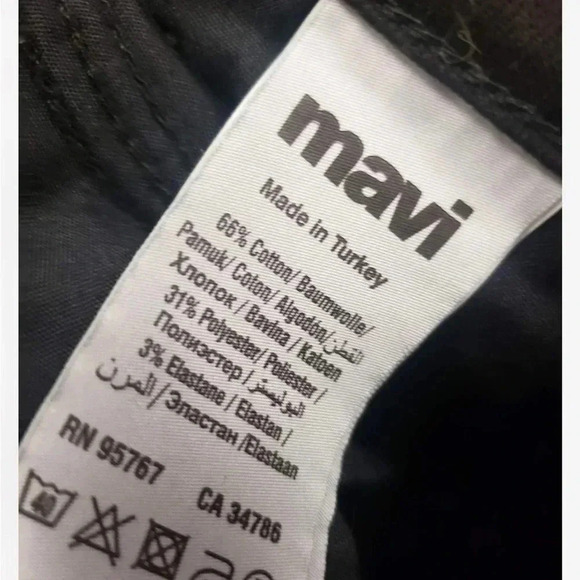 mavi
Made in Turkey
66% Cotton/ Baumwolle/
Pamuk/ Coton/ Algodón/القطن/
Хлопок / Bavlna / Katoen
31% Polyester/ Poliester /
Полиэстер / البوليستر/
3% Elastane / Elastan /
المرن / Эластан /Elastaan
RN 95767 CA 34786
40